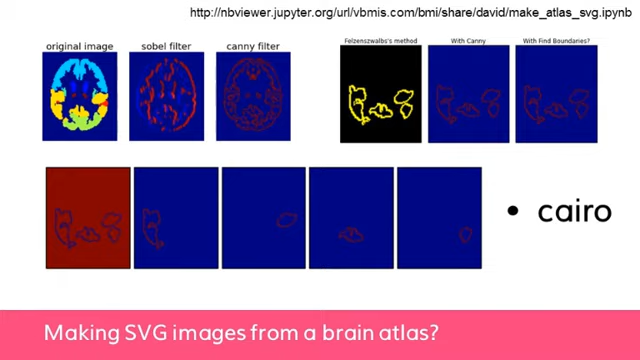 http://nbviewer.jupyter.org/url/vbmis.com/bmi/share/david/make_atlas_svg.ipynb
original image
sobel filter
canny filter
Felzenszwalbs's method
With Canny
With Find Boundaries?
• cairo
Making SVG images from a brain atlas?